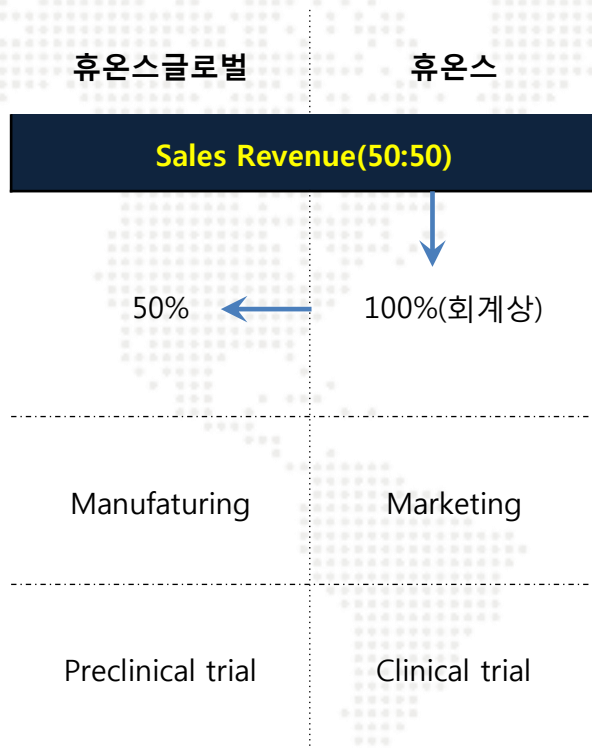 휴온스글로벌 휴온스
Sales Revenue(50:50)
50% 100%(회계상)
Manufaturing Marketing
Preclinical trial Clinical trial